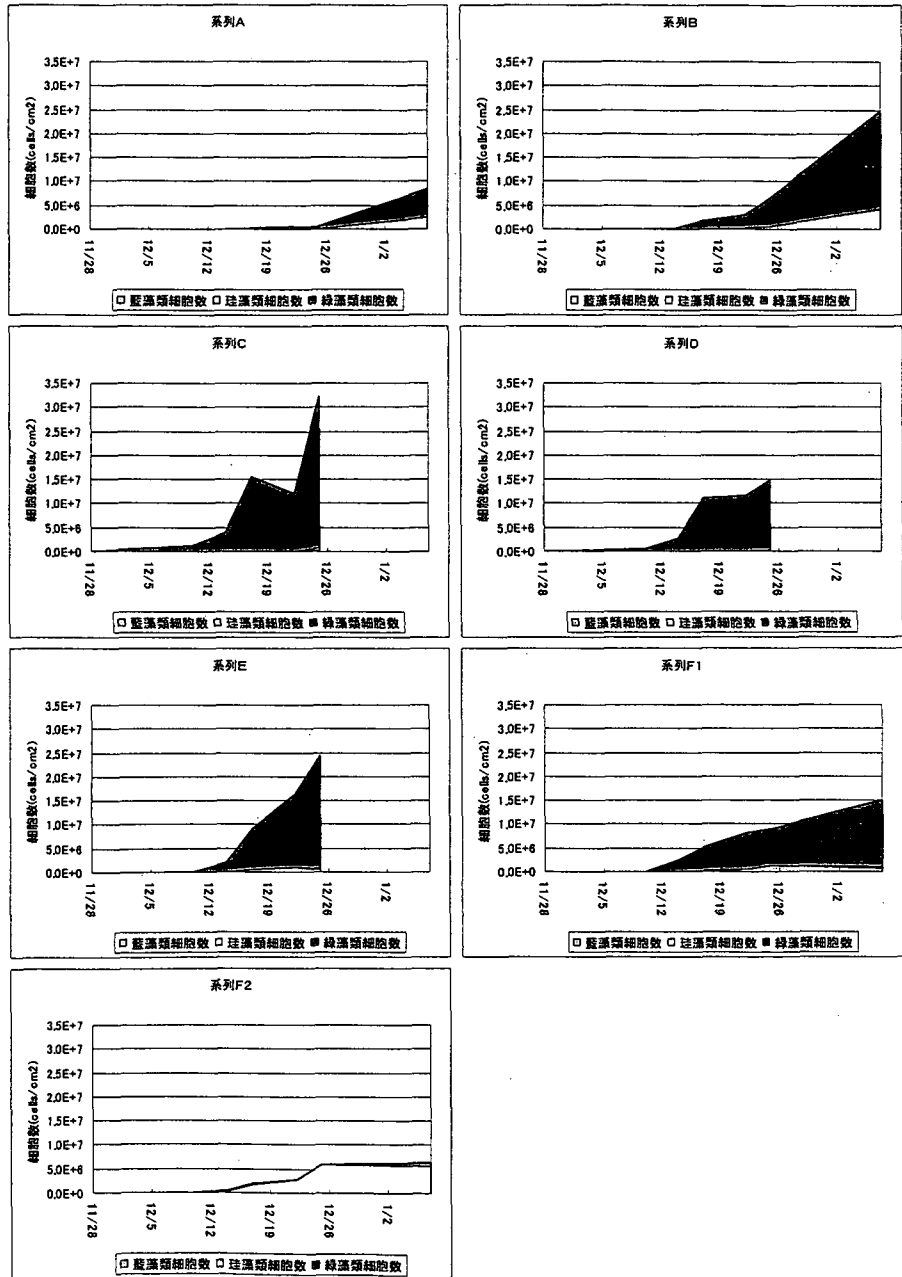 系列A
細胞数(cells/cm2)
3.5E+7
3.0E+7
2.5E+7
2.0E+7
1.5E+7
1.0E+7
5.0E+6
0.0E+0
11/28
12/5
12/12
12/19
12/26
1/2
藍藻類細胞数 珪藻類細胞数 緑藻類細胞数
系列B
細胞数(cells/cm2)
3.5E+7
3.0E+7
2.5E+7
2.0E+7
1.5E+7
1.0E+7
5.0E+6
0.0E+0
11/28
12/5
12/12
12/19
12/26
1/2
藍藻類細胞数 珪藻類細胞数 緑藻類細胞数
系列C
細胞数(cells/cm2)
3.5E+7
3.0E+7
2.5E+7
2.0E+7
1.5E+7
1.0E+7
5.0E+6
0.0E+0
11/28
12/5
12/12
12/19
12/26
1/2
藍藻類細胞数 珪藻類細胞数 緑藻類細胞数
系列D
細胞数(cells/cm2)
3.5E+7
3.0E+7
2.5E+7
2.0E+7
1.5E+7
1.0E+7
5.0E+6
0.0E+0
11/28
12/5
12/12
12/19
12/26
1/2
藍藻類細胞数 珪藻類細胞数 緑藻類細胞数
系列E
細胞数(cells/cm2)
3.5E+7
3.0E+7
2.5E+7
2.0E+7
1.5E+7
1.0E+7
5.0E+6
0.0E+0
11/28
12/5
12/12
12/19
12/26
1/2
藍藻類細胞数 珪藻類細胞数 緑藻類細胞数
系列F1
細胞数(cells/cm2)
3.5E+7
3.0E+7
2.5E+7
2.0E+7
1.5E+7
1.0E+7
5.0E+6
0.0E+0
11/28
12/5
12/12
12/19
12/26
1/2
藍藻類細胞数 珪藻類細胞数 緑藻類細胞数
系列F2
細胞数(cells/cm2)
3.5E+7
3.0E+7
2.5E+7
2.0E+7
1.5E+7
1.0E+7
5.0E+6
0.0E+0
11/28
12/5
12/12
12/19
12/26
1/2
藍藻類細胞数 珪藻類細胞数 緑藻類細胞数